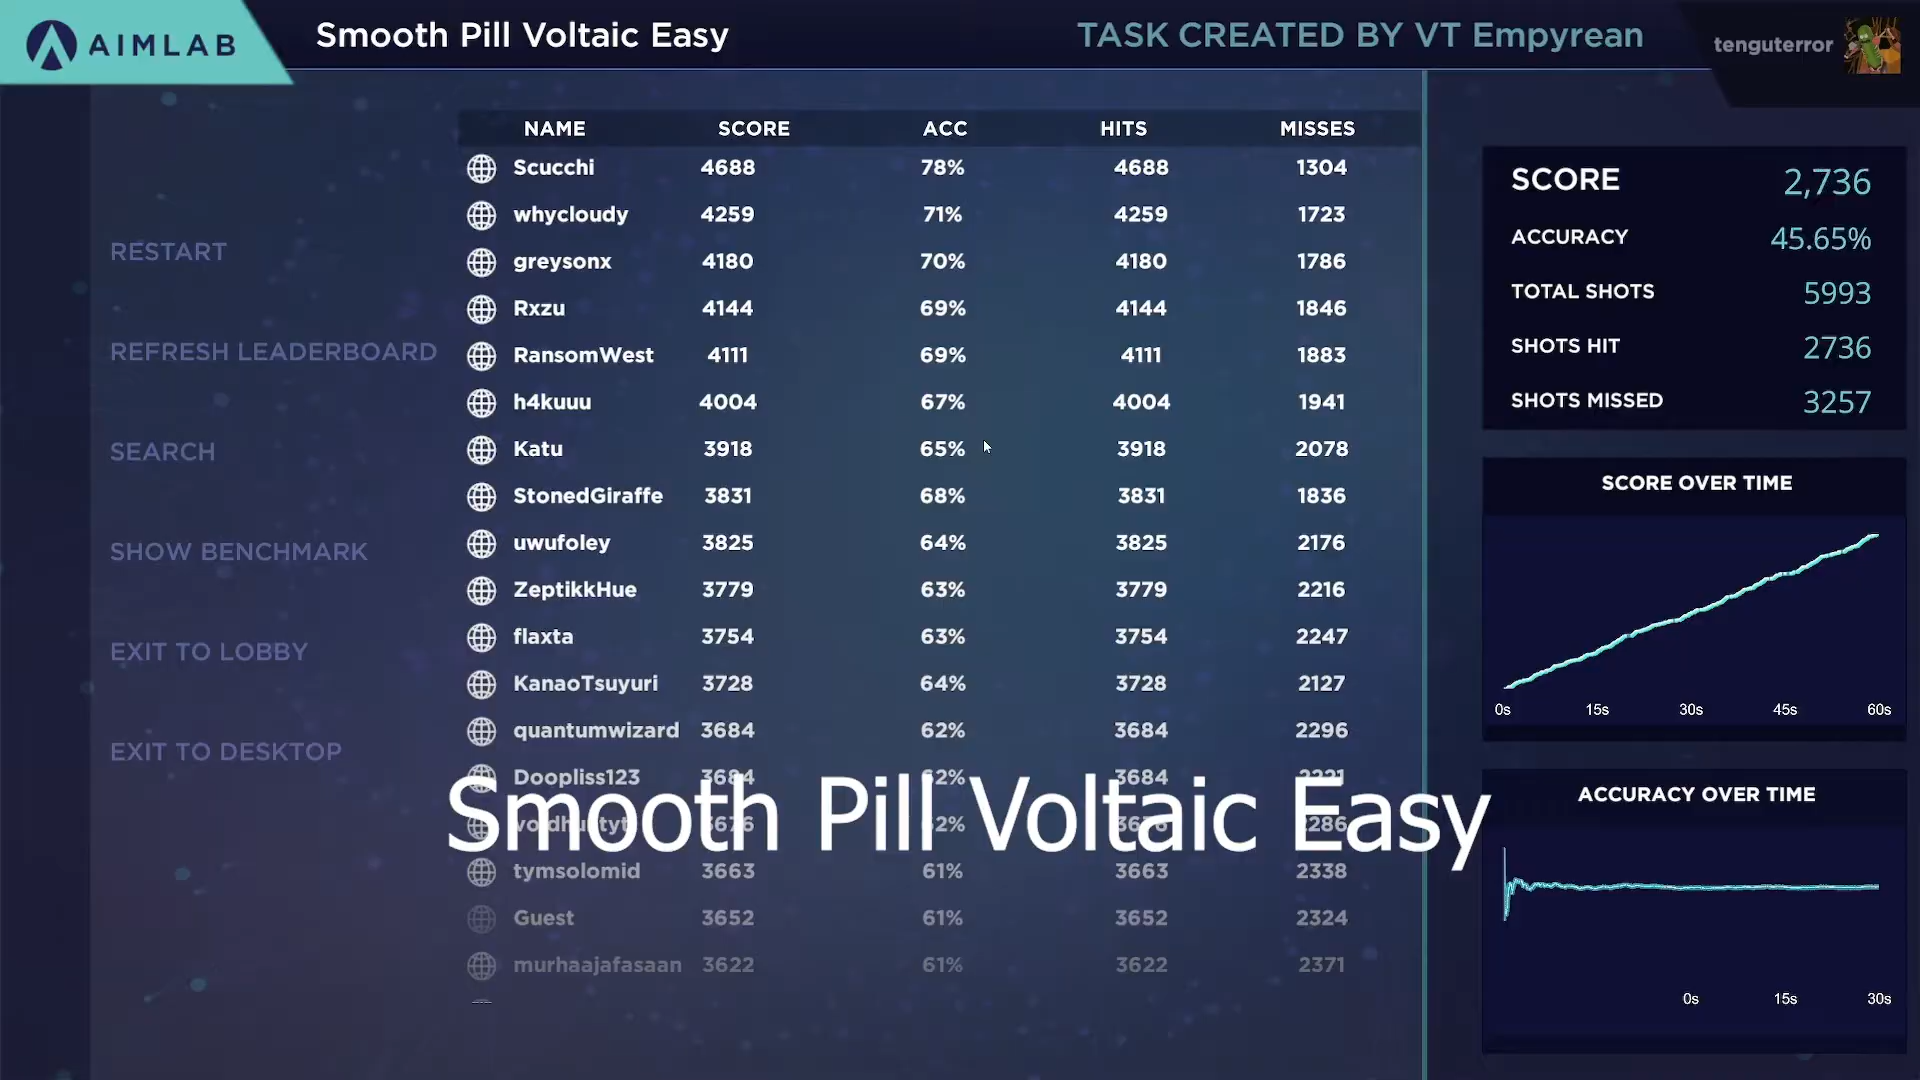 AIMLAB
Smooth Pill Voltaic Easy
TASK CREATED BY VT Empyrean
tenguterror
RESTART
REFRESH LEADERBOARD
SEARCH
SHOW BENCHMARK
EXIT TO LOBBY
EXIT TO DESKTOP
NAME SCORE ACC HITS MISSES
Scucchi 4688 78% 4688 1304
whycloudy 4259 71% 4259 1723
greysonx 4180 70% 4180 1786
Rxzu 4144 69% 4144 1846
RansomWest 4111 69% 4111 1883
h4kuuu 4004 67% 4004 1941
Katu 3918 65% 3918 2078
StonedGiraffe 3831 68% 3831 1836
uwufoley 3825 64% 3825 2176
ZeptikkHue 3779 63% 3779 2216
flaxta 3754 63% 3754 2247
KanaoTsuyuri 3728 64% 3728 2127
quantumwizard 3684 62% 3684 2296
Doopliss123 3684 62% 3684
Smooth Pill Voltaic Easy
tymsolomid 3663 61% 3663 2338
Guest 3652 61% 3652 2324
murhaajafasaan 3622 61% 3622 2371
SCORE 2,736
ACCURACY 45.65%
TOTAL SHOTS 5993
SHOTS HIT 2736
SHOTS MISSED 3257
SCORE OVER TIME
0s 15s 30s 45s 60s
ACCURACY OVER TIME
0s 15s 30s